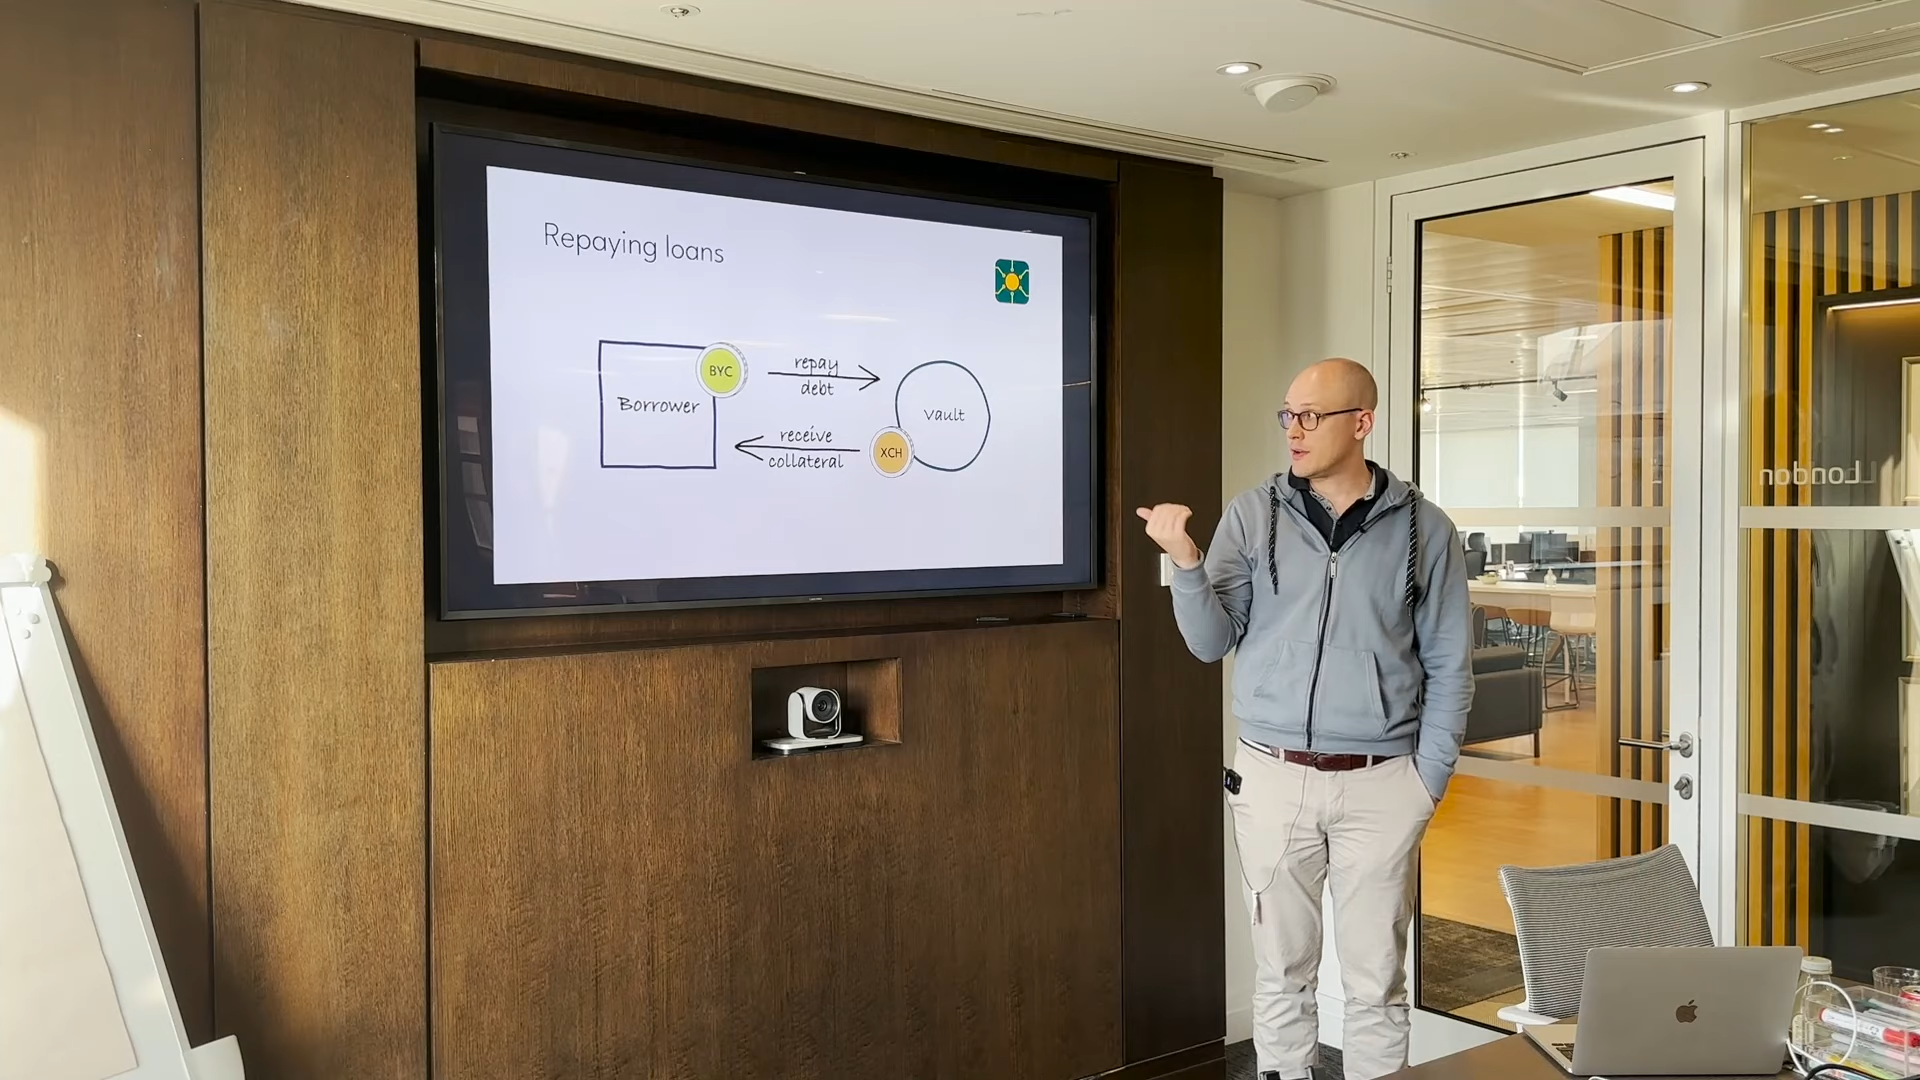 Repaying loans
BYC
Borrower
repay
debt
Vault
receive
collateral
XCH
London